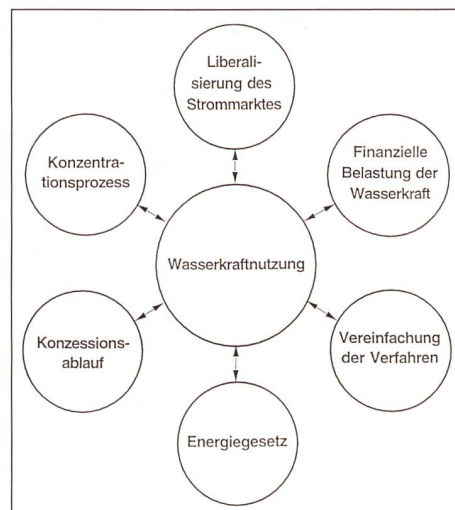 Liberali-
sierung des
Strommarktes
Konzentra-
tionsprozess
Finanzielle
Belastung der
Wasserkraft
Wasserkraftnutzung
Konzessions-
ablauf
Vereinfachung
der Verfahren
Energiegesetz